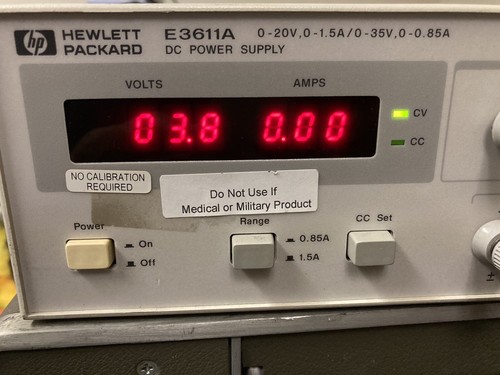 hp HEWLETT PACKARD
E3611A 0-20V,0-1.5A/0-35V,0-0.85A
DC POWER SUPPLY
VOLTS AMPS
03.8 0.00
CV
CC
NO CALIBRATION
REQUIRED
Do Not Use If
Medical or Military Product
Power
On
Off
Range
0.85A
1.5A
CC Set
±